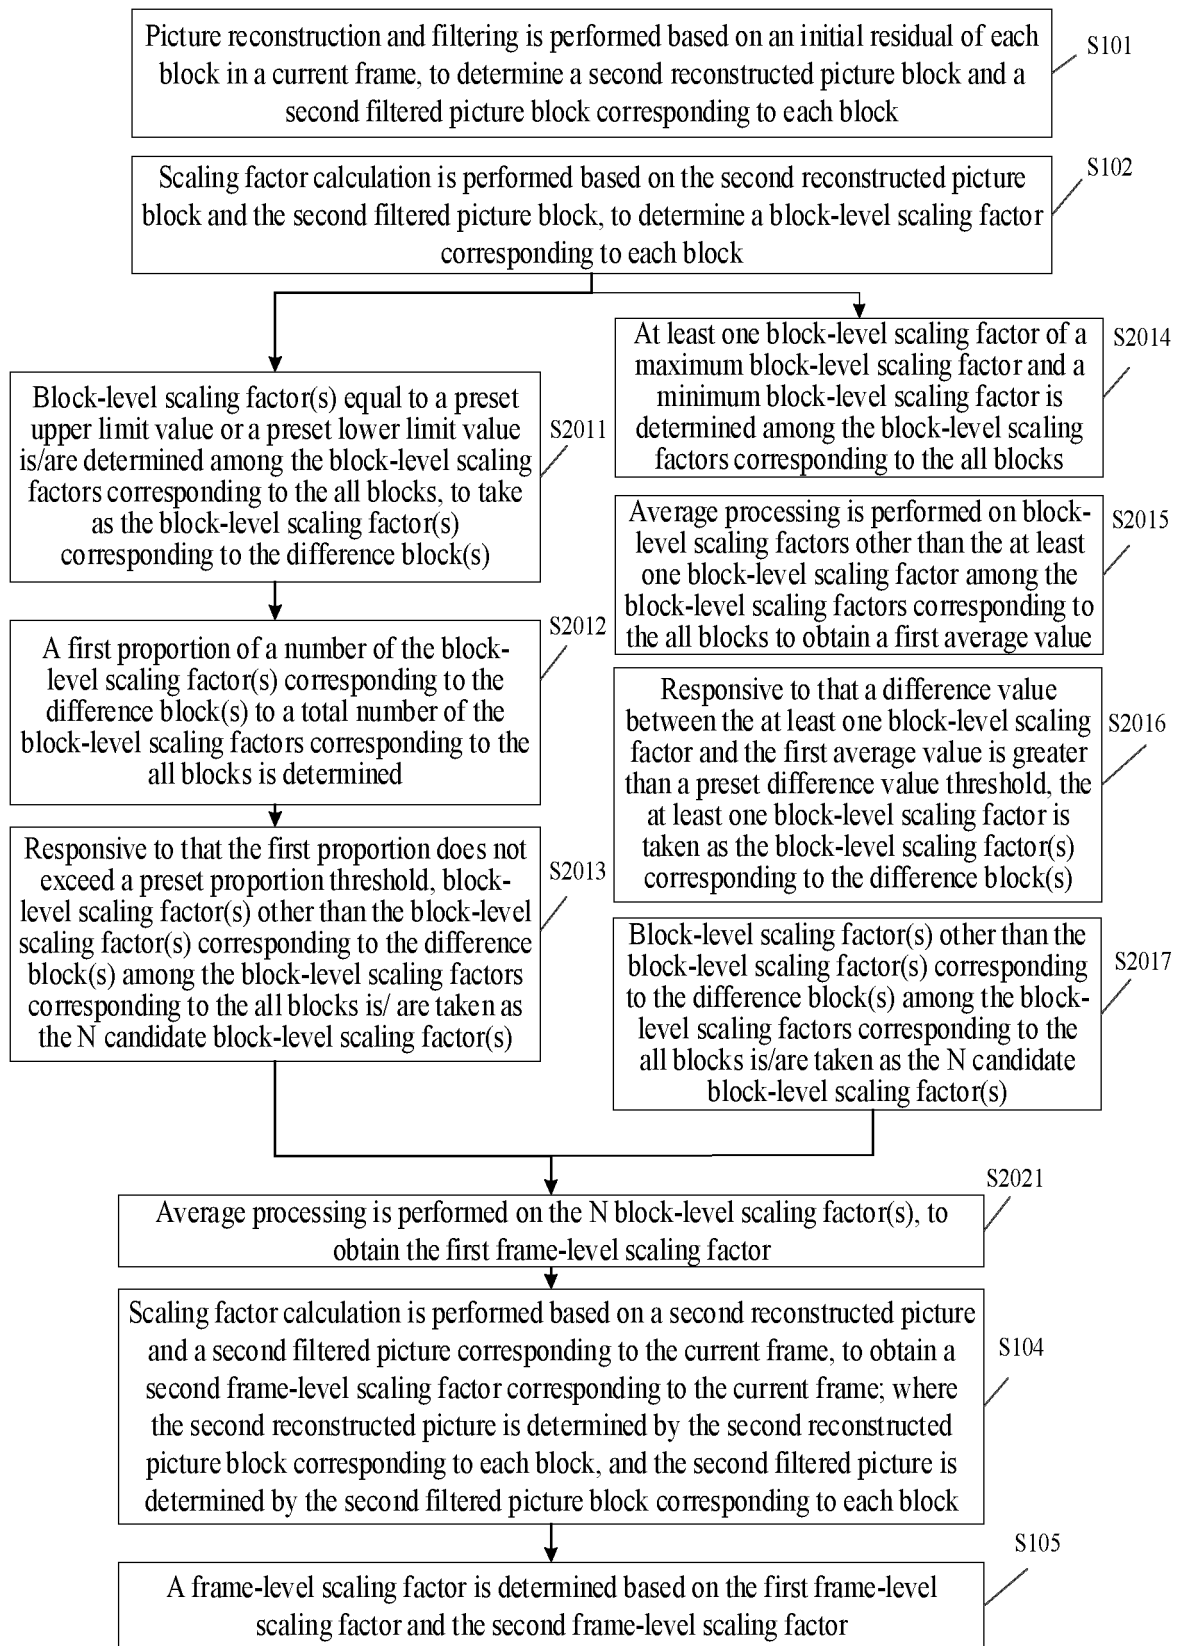 Picture reconstruction and filtering is performed based on an initial residual of each
block in a current frame, to determine a second reconstructed picture block and a
second filtered picture block corresponding to each block
S101
Scaling factor calculation is performed based on the second reconstructed picture
block and the second filtered picture block, to determine a block-level scaling factor
corresponding to each block
S102
Block-level scaling factor(s) equal to a preset
upper limit value or a preset lower limit value
is/are determined among the block-level scaling
factors corresponding to the all blocks, to take
as the block-level scaling factor(s)
corresponding to the difference block(s)
S2011
A first proportion of a number of the block-
level scaling factor(s) corresponding to the
difference block(s) to a total number of the
block-level scaling factors corresponding to the
all blocks is determined
S2012
Responsive to that the first proportion does not
exceed a preset proportion threshold, block-
level scaling factor(s) other than the block-level
scaling factor(s) corresponding to the difference
block(s) among the block-level scaling factors
corresponding to the all blocks is/ are taken as
the N candidate block-level scaling factor(s)
S2013
At least one block-level scaling factor of a
maximum block-level scaling factor and a
minimum block-level scaling factor is
determined among the block-level scaling
factors corresponding to the all blocks
S2014
Average processing is performed on block-
level scaling factors other than the at least
one block-level scaling factor among the
block-level scaling factors corresponding to
the all blocks to obtain a first average value
S2015
Responsive to that a difference value
between the at least one block-level scaling
factor and the first average value is greater
than a preset difference value threshold, the
at least one block-level scaling factor is
taken as the block-level scaling factor(s)
corresponding to the difference block(s)
S2016
Block-level scaling factor(s) other than the
block-level scaling factor(s) corresponding
to the difference block(s) among the block-
level scaling factors corresponding to the
all blocks is/are taken as the N candidate
block-level scaling factor(s)
S2017
Average processing is performed on the N block-level scaling factor(s), to
obtain the first frame-level scaling factor
S2021
Scaling factor calculation is performed based on a second reconstructed picture
and a second filtered picture corresponding to the current frame, to obtain a
second frame-level scaling factor corresponding to the current frame; where
the second reconstructed picture is determined by the second reconstructed
picture block corresponding to each block, and the second filtered picture is
determined by the second filtered picture block corresponding to each block
S104
A frame-level scaling factor is determined based on the first frame-level
scaling factor and the second frame-level scaling factor
S105